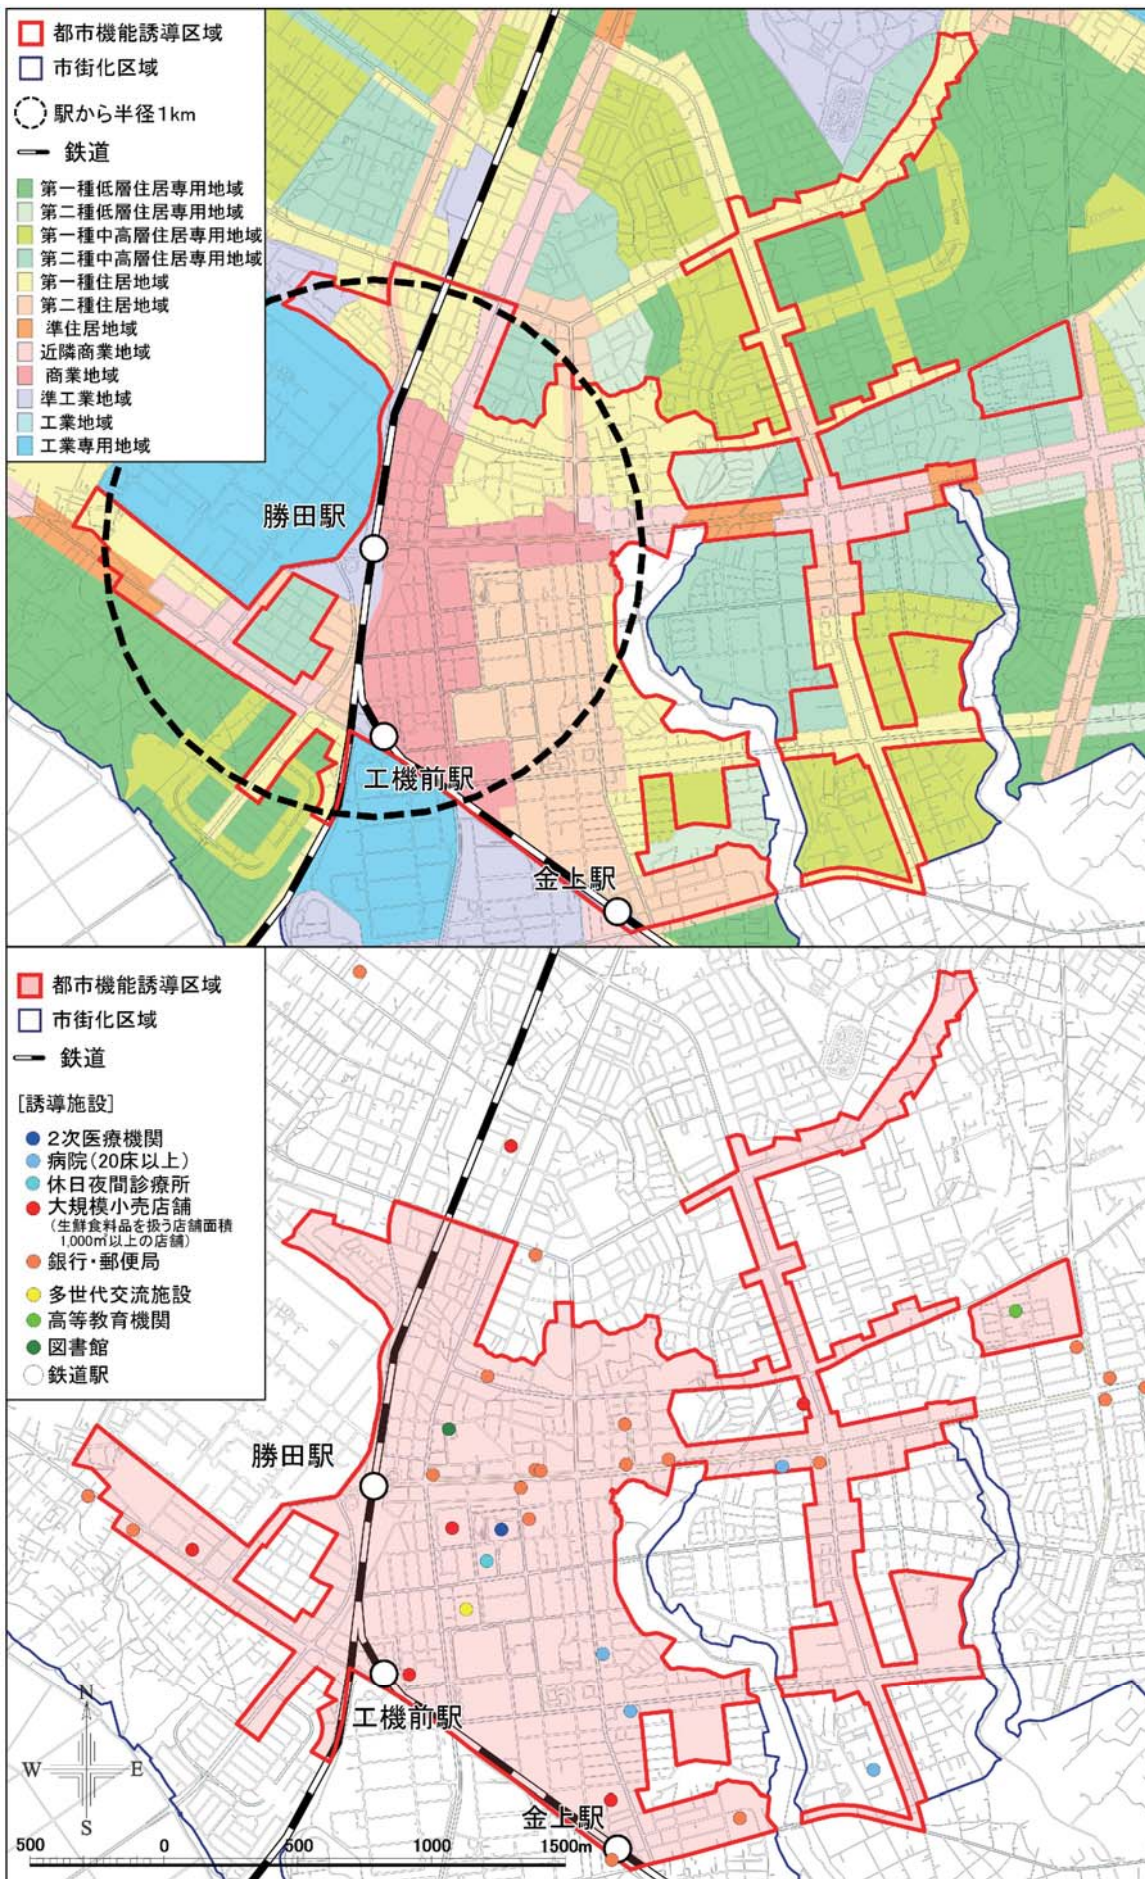 都市機能誘導区域
市街化区域
駅から半径1km
鉄道
第一種低層住居専用地域
第二種低層住居専用地域
第一種中高層住居専用地域
第二種中高層住居専用地域
第一種住居地域
第二種住居地域
準住居地域
近隣商業地域
商業地域
準工業地域
工業地域
工業専用地域
勝田駅
工機前駅
金上駅
都市機能誘導区域
市街化区域
鉄道
[誘導施設]
2次医療機関
病院(20床以上)
休日夜間診療所
大規模小売店舗
(生鮮食料品を扱う店舗面積
1,000㎡以上の店舗)
銀行・郵便局
多世代交流施設
高等教育機関
図書館
鉄道駅
勝田駅
工機前駅
金上駅
N
W E
S
500 0 500 1000 1500m